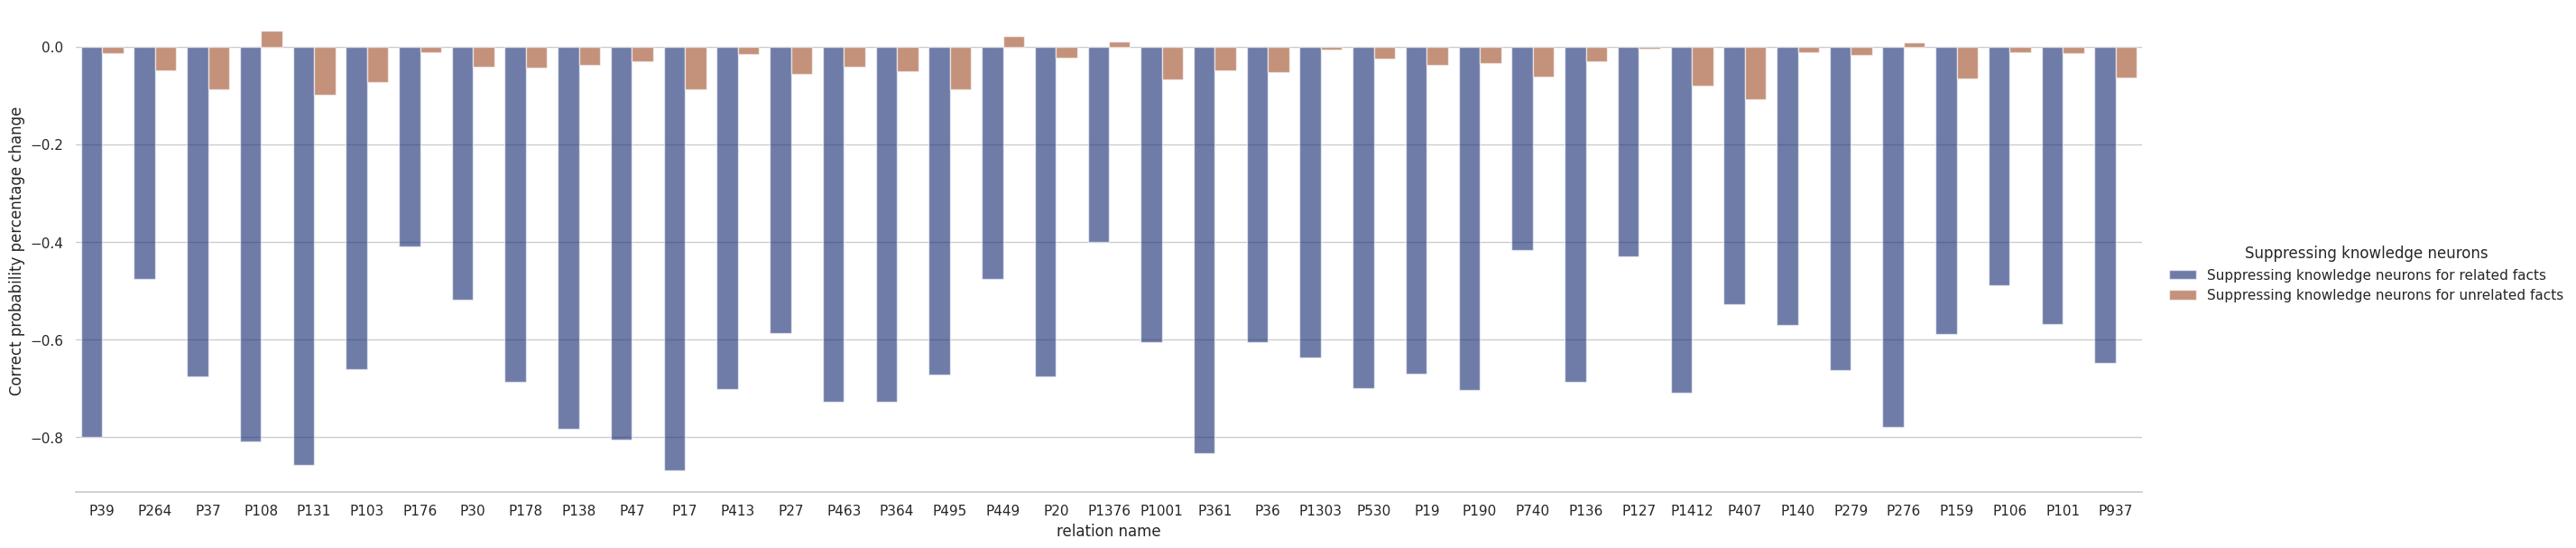 Correct probability percentage change
0.0
−0.2
−0.4
−0.6
−0.8
P39 P264 P37 P108 P131 P103 P176 P30 P178 P138 P47 P17 P413 P27 P463 P364 P495 P449 P20 P1376 P1001 P361 P36 P1303 P530 P19 P190 P740 P136 P127 P1412 P407 P140 P279 P276 P159 P106 P101 P937
relation name
Suppressing knowledge neurons
Suppressing knowledge neurons for related facts
Suppressing knowledge neurons for unrelated facts